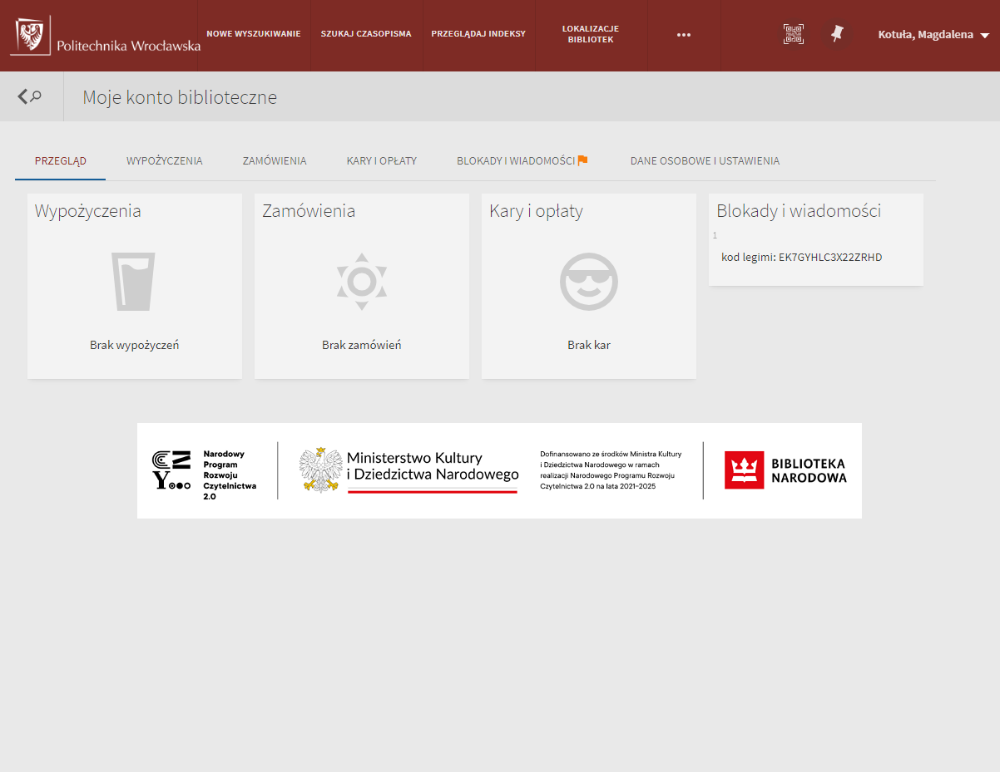 Politechnika Wrocławska
NOWE WYSZUKIWANIE
SZUKAJ CZASOPISMA
PRZEGLĄDAJ INDEKSY
LOKALIZACJE
BIBLIOTEK
Kotuła, Magdalena
Moje konto biblioteczne
PRZEGLĄD
WYPOŻYCZENIA
ZAMÓWIENIA
KARY I OPŁATY
BLOKADY I WIADOMOŚCI
DANE OSOBOWE I USTAWIENIA
Wypożyczenia
Brak wypożyczeń
Zamówienia
Brak zamówień
Kary i opłaty
Brak kar
Blokady i wiadomości
1
kod legimi: EK7GYHLC3X22ZRHD
Narodowy
Program
Rozwoju
Czytelnictwa
2.0
Ministerstwo Kultury
i Dziedzictwa Narodowego
Dofinansowano ze środków Ministra Kultury
i Dziedzictwa Narodowego w ramach
realizacji Narodowego Programu Rozwoju
Czytelnictwa 2.0 na lata 2021–2025
BIBLIOTEKA
NARODOWA